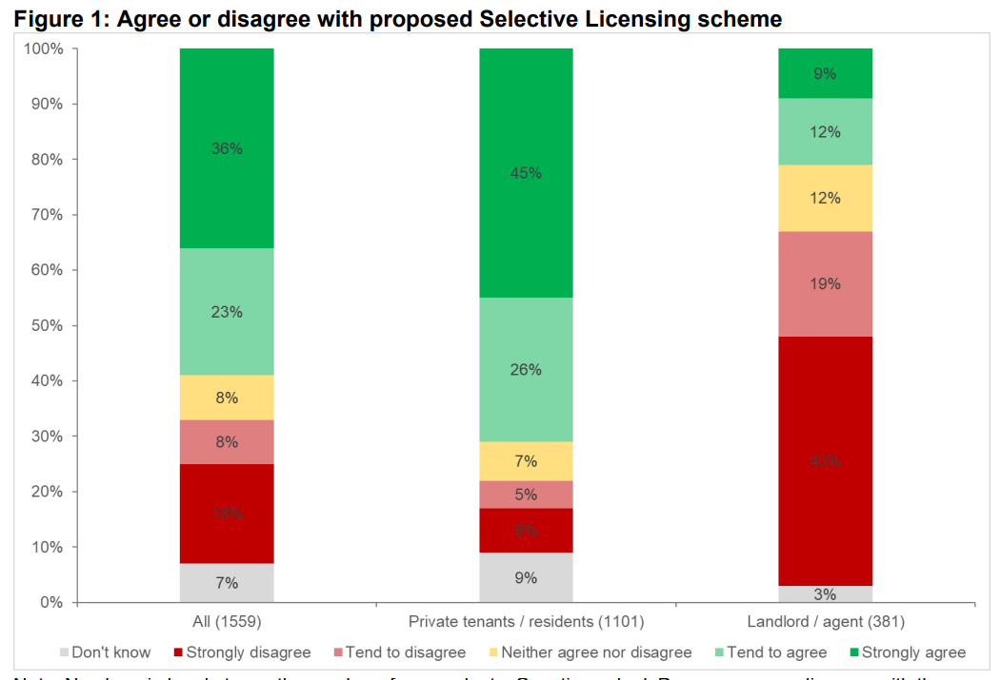 Figure 1: Agree or disagree with proposed Selective Licensing scheme
100%
90%
80%
70%
60%
50%
40%
30%
20%
10%
0%
36%
23%
8%
8%
18%
7%
45%
26%
7%
5%
8%
9%
9%
12%
12%
19%
45%
3%
All (1559)
Private tenants / residents (1101)
Landlord / agent (381)
Don't know
Strongly disagree
Tend to disagree
Neither agree nor disagree
Tend to agree
Strongly agree